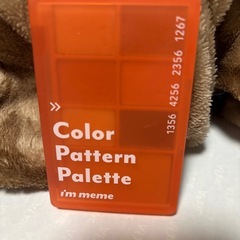 1356 4256 2356 1267
»
Color
Pattern
Palette
i'm meme